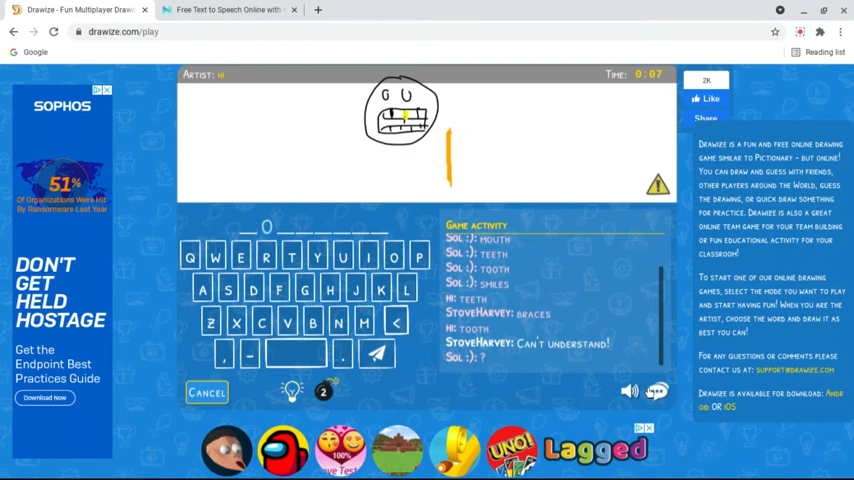 Drawize - Fun Multiplayer Drawi
Free Text to Speech Online with
drawize.com/play
Google
Reading list
ARTIST: HI
TIME: 0:07
2K
Like
Share
SOPHOS
51%
Of Organizations Were Hit
By Ransomware Last Year
DON'T
GET
HELD
HOSTAGE
Get the
Endpoint Best
Practices Guide
Download Now
_ O _ _ _ _ _ _
Q W E R T Y U I O P
A S D F G H J K L
Z X C V B N M <
, - .
CANCEL
2
GAME ACTIVITY
SOL :): MOUTH
SOL :): TEETH
SOL :): TOOTH
SOL :): SMILES
HI: TEETH
STOVEHARVEY: BRACES
HI: TOOTH
STOVEHARVEY: CAN'T UNDERSTAND!
SOL :): ?
DRAWIZE IS A FUN AND FREE ONLINE DRAWING
GAME SIMILAR TO PICTIONARY - BUT ONLINE!
YOU CAN DRAW AND GUESS WITH FRIENDS,
OTHER PLAYERS AROUND THE WORLD, GUESS
THE DRAWING, OR QUICK DRAW SOMETHING
FOR PRACTICE. DRAWIZE IS ALSO A GREAT
ONLINE TEAM GAME FOR YOUR TEAM BUILDING
OR FUN EDUCATIONAL ACTIVITY FOR YOUR
CLASSROOM!
TO START ONE OF OUR ONLINE DRAWING
GAMES, SELECT THE MODE YOU WANT TO PLAY
AND START HAVING FUN! WHEN YOU ARE THE
ARTIST, CHOOSE THE WORD AND DRAW IT AS
BEST YOU CAN!
FOR ANY QUESTIONS OR COMMENTS PLEASE
CONTACT US AT: SUPPORT@DRAWIZE.COM
DRAWIZE IS AVAILABLE FOR DOWNLOAD: ANDR
OID OR IOS
100%
Love Test
UNO!
Lagged